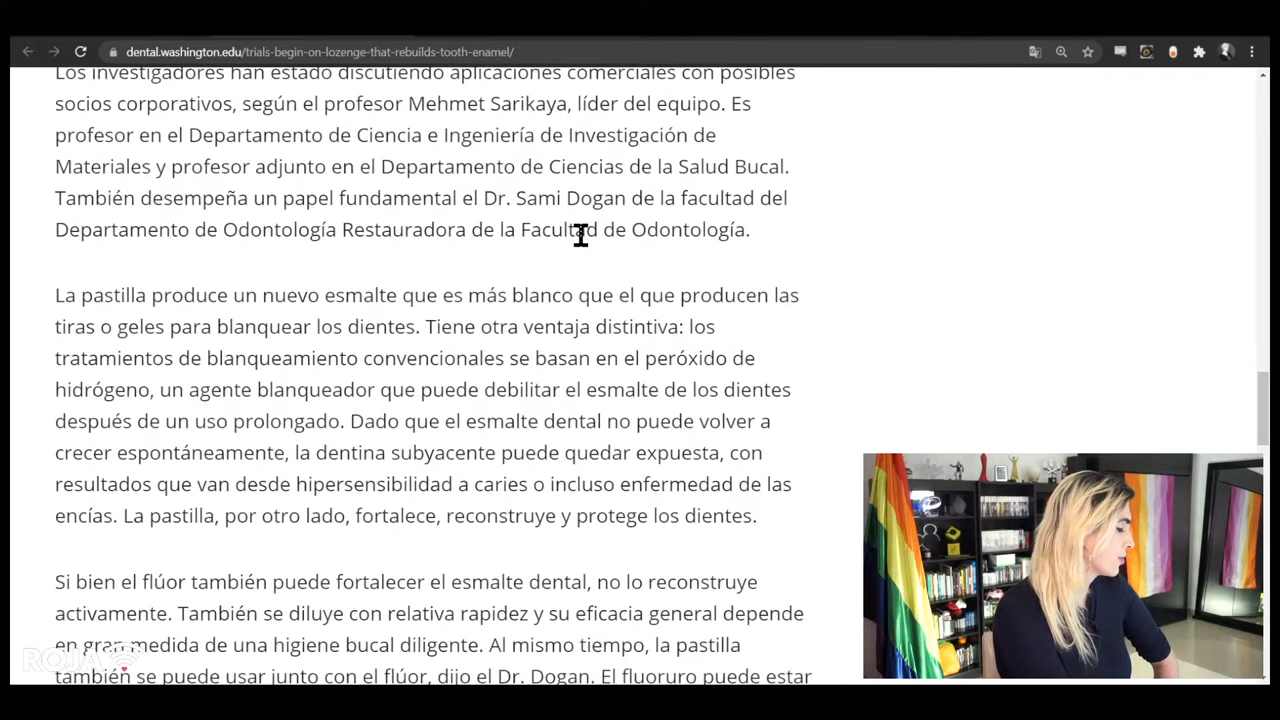 dental.washington.edu/trials-begin-on-lozenge-that-rebuilds-tooth-enamel/
Los investigadores han estado discutiendo aplicaciones comerciales con posibles
socios corporativos, según el profesor Mehmet Sarikaya, líder del equipo. Es
profesor en el Departamento de Ciencia e Ingeniería de Investigación de
Materiales y profesor adjunto en el Departamento de Ciencias de la Salud Bucal.
También desempeña un papel fundamental el Dr. Sami Dogan de la facultad del
Departamento de Odontología Restauradora de la Facultad de Odontología.
La pastilla produce un nuevo esmalte que es más blanco que el que producen las
tiras o geles para blanquear los dientes. Tiene otra ventaja distintiva: los
tratamientos de blanqueamiento convencionales se basan en el peróxido de
hidrógeno, un agente blanqueador que puede debilitar el esmalte de los dientes
después de un uso prolongado. Dado que el esmalte dental no puede volver a
crecer espontáneamente, la dentina subyacente puede quedar expuesta, con
resultados que van desde hipersensibilidad a caries o incluso enfermedad de las
encías. La pastilla, por otro lado, fortalece, reconstruye y protege los dientes.
Si bien el flúor también puede fortalecer el esmalte dental, no lo reconstruye
activamente. También se diluye con relativa rapidez y su eficacia general depende
en gran medida de una higiene bucal diligente. Al mismo tiempo, la pastilla
también se puede usar junto con el flúor, dijo el Dr. Dogan. El fluoruro puede estar
ROJA